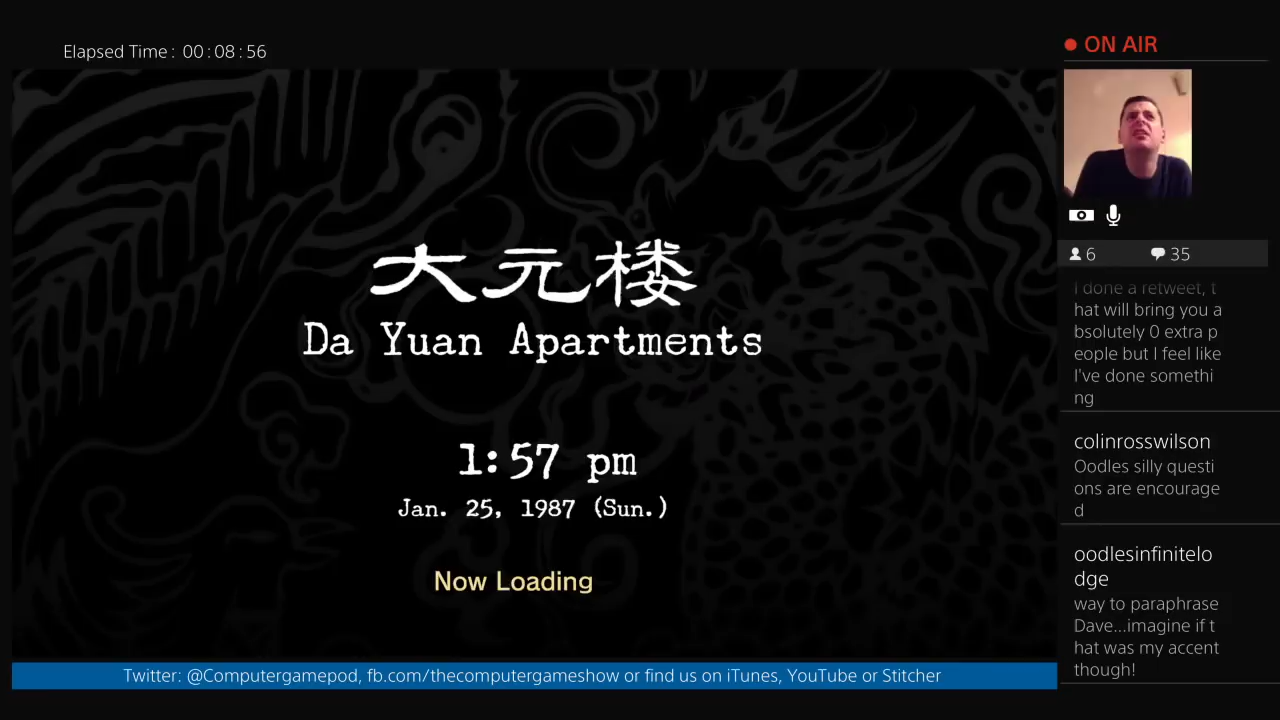 Elapsed Time: 00:08:56
ON AIR
大元楼
Da Yuan Apartments
1:57 pm
Jan. 25, 1987 (Sun.)
Now Loading
6 35
I done a retweet, t
hat will bring you a
bsolutely 0 extra p
eople but I feel like
I've done somethi
ng
colinrosswilson
Oodles silly questi
ons are encourage
d
oodlesinfinitelo
dge
way to paraphrase
Dave...imagine if t
hat was my accent
though!
Twitter: @Computergamepod, fb.com/thecomputergameshow or find us on iTunes, YouTube or Stitcher